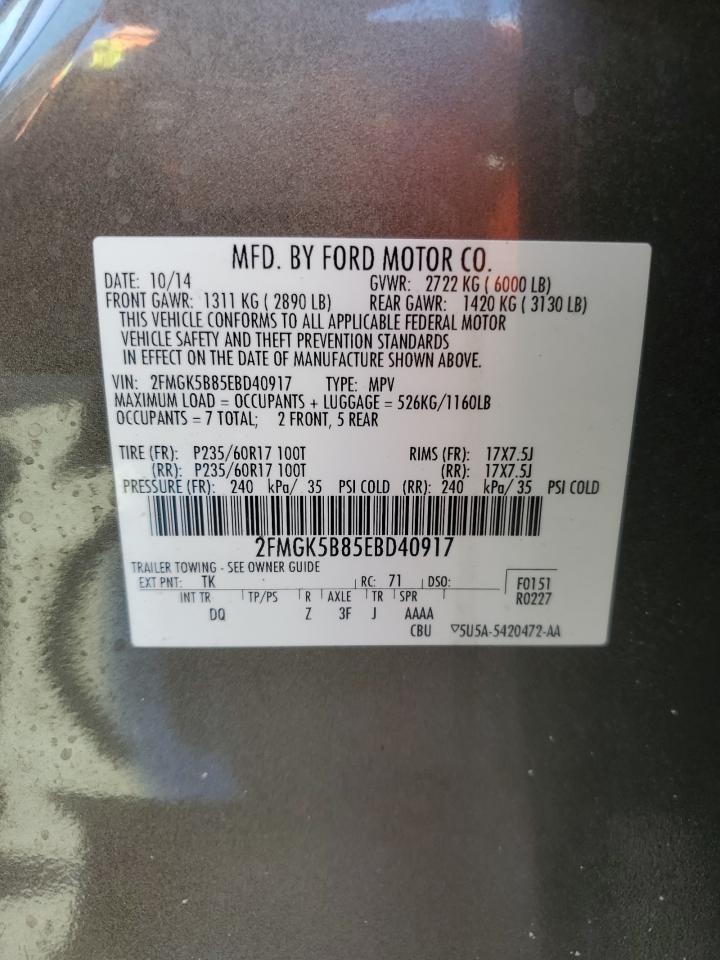 MFD. BY FORD MOTOR CO.
DATE: 10/14 GVWR: 2722 KG ( 6000 LB)
FRONT GAWR: 1311 KG ( 2890 LB) REAR GAWR: 1420 KG ( 3130 LB)
THIS VEHICLE CONFORMS TO ALL APPLICABLE FEDERAL MOTOR
VEHICLE SAFETY AND THEFT PREVENTION STANDARDS
IN EFFECT ON THE DATE OF MANUFACTURE SHOWN ABOVE.
VIN: 2FMGK5B85EBD40917 TYPE: MPV
MAXIMUM LOAD = OCCUPANTS + LUGGAGE = 526KG/1160LB
OCCUPANTS = 7 TOTAL; 2 FRONT, 5 REAR
TIRE (FR): P235/60R17 100T RIMS (FR): 17X7.5J
(RR): P235/60R17 100T (RR): 17X7.5J
PRESSURE (FR): 240 kPa/ 35 PSI COLD (RR): 240 kPa/ 35 PSI COLD
2FMGK5B85EBD40917
TRAILER TOWING - SEE OWNER GUIDE
EXT PNT: TK RC: 71 DSO: F0151
INT TR TP/PS R AXLE TR SPR R0227
DQ Z 3F J AAAA
CBU ▽5U5A-5420472-AA